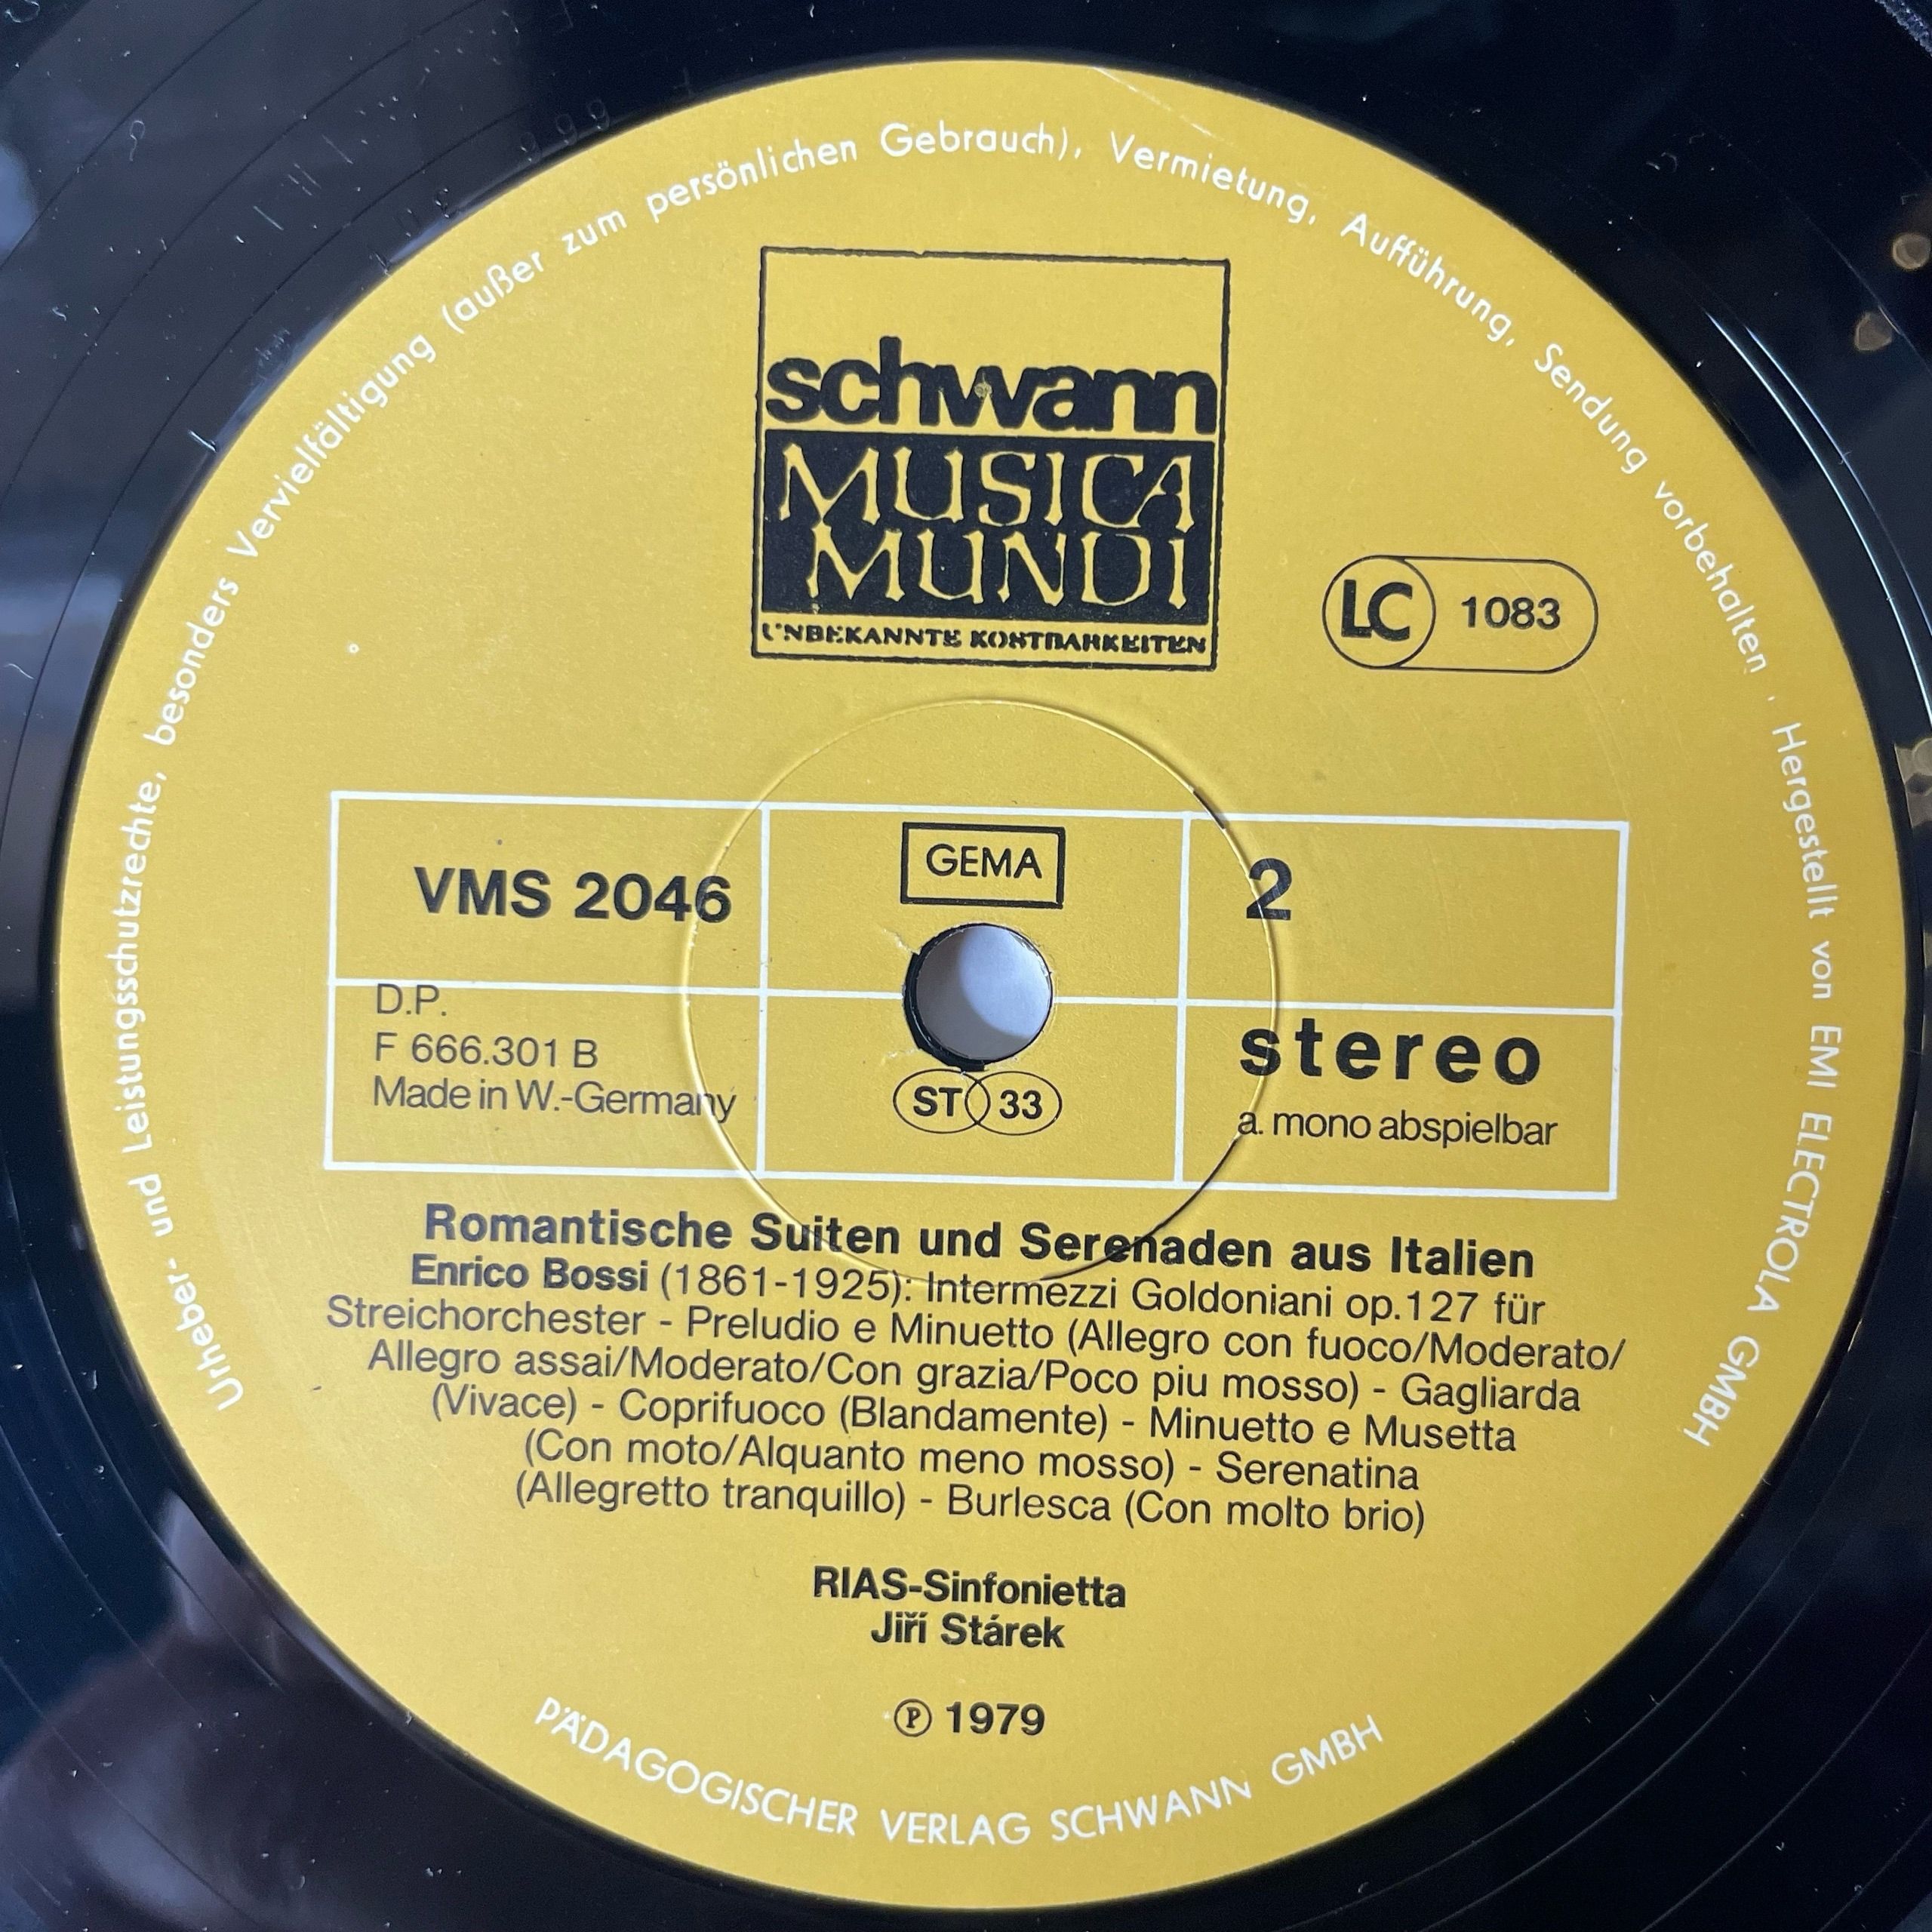 Urheber- und Leistungsschutzrechte, besonders Vervielfältigung (außer zum persönlichen Gebrauch), Vermietung, Aufführung, Sendung vorbehalten . Hergestellt von EMI ELECTROLA GMBH
schwann
MUSICA
MUNDI
UNBEKANNTE KOSTBARKEITEN
LC 1083
VMS 2046
GEMA
2
D.P.
F 666.301 B
Made in W.-Germany
ST 33
stereo
a. mono abspielbar
Romantische Suiten und Serenaden aus Italien
Enrico Bossi (1861-1925): Intermezzi Goldoniani op.127 für
Streichorchester - Preludio e Minuetto (Allegro con fuoco/Moderato/
Allegro assai/Moderato/Con grazia/Poco piu mosso) - Gagliarda
(Vivace) - Coprifuoco (Blandamente) - Minuetto e Musetta
(Con moto/Alquanto meno mosso) - Serenatina
(Allegretto tranquillo) - Burlesca (Con molto brio)
RIAS-Sinfonietta
Jiří Stárek
℗ 1979
PÄDAGOGISCHER VERLAG SCHWANN GMBH